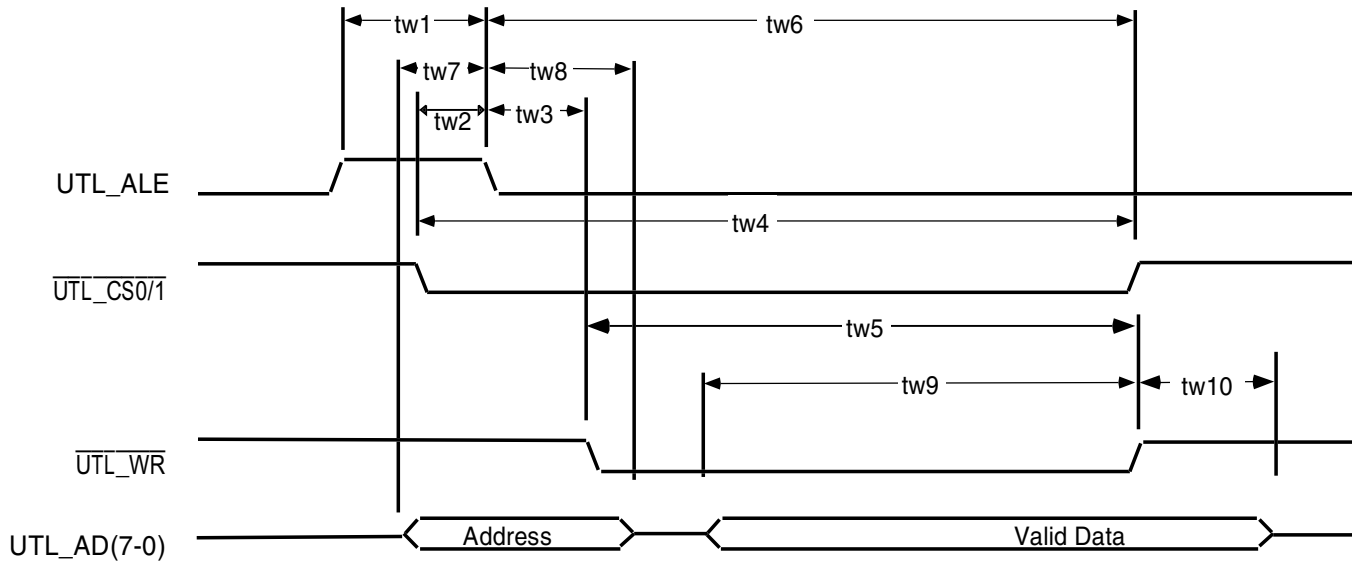 tw1
tw6
tw7
tw8
tw2
tw3
UTL_ALE
tw4
UTL_CS0/1
tw5
tw9
tw10
UTL_WR
UTL_AD(7-0)
Address
Valid Data